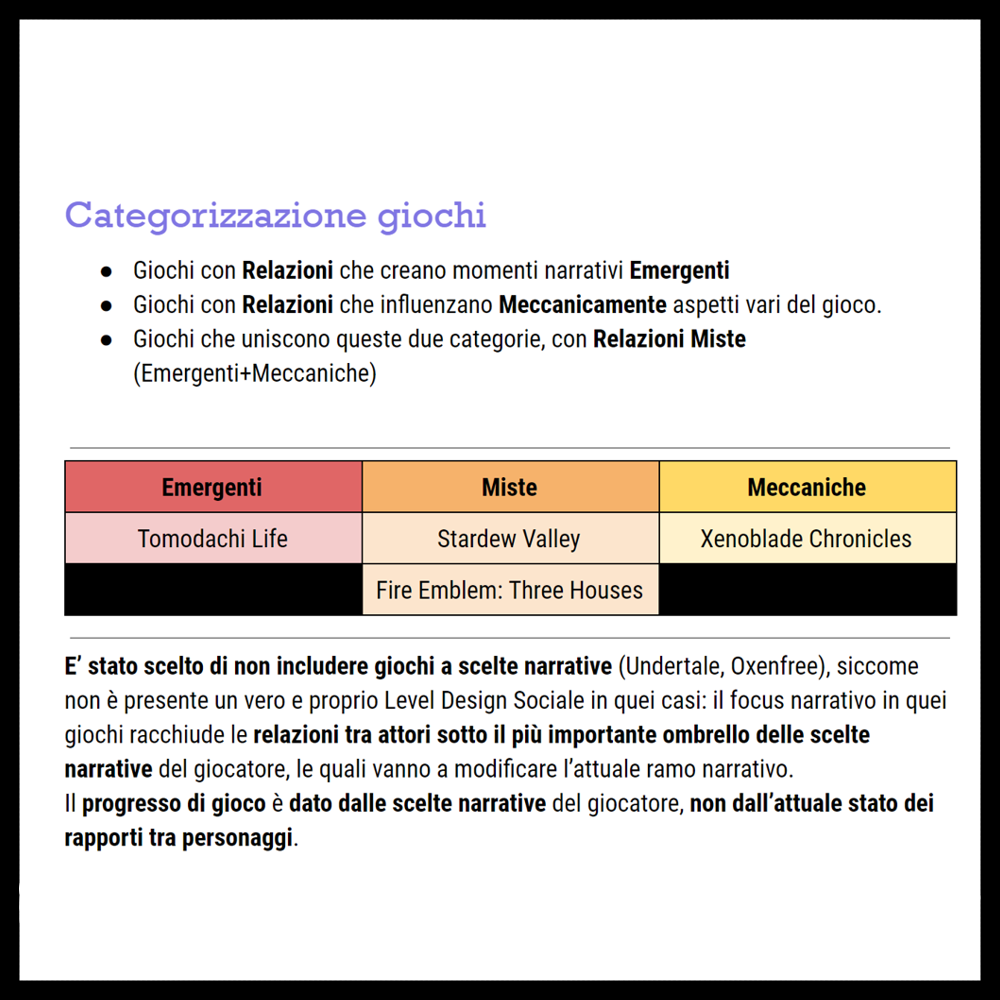 Categorizzazione giochi
● Giochi con Relazioni che creano momenti narrativi Emergenti
● Giochi con Relazioni che influenzano Meccanicamente aspetti vari del gioco.
● Giochi che uniscono queste due categorie, con Relazioni Miste
(Emergenti+Meccaniche)
Emergenti Miste Meccaniche
Tomodachi Life Stardew Valley Xenoblade Chronicles
Fire Emblem: Three Houses
E’ stato scelto di non includere giochi a scelte narrative (Undertale, Oxenfree), siccome
non è presente un vero e proprio Level Design Sociale in quei casi: il focus narrativo in quei
giochi racchiude le relazioni tra attori sotto il più importante ombrello delle scelte
narrative del giocatore, le quali vanno a modificare l’attuale ramo narrativo.
Il progresso di gioco è dato dalle scelte narrative del giocatore, non dall’attuale stato dei
rapporti tra personaggi.